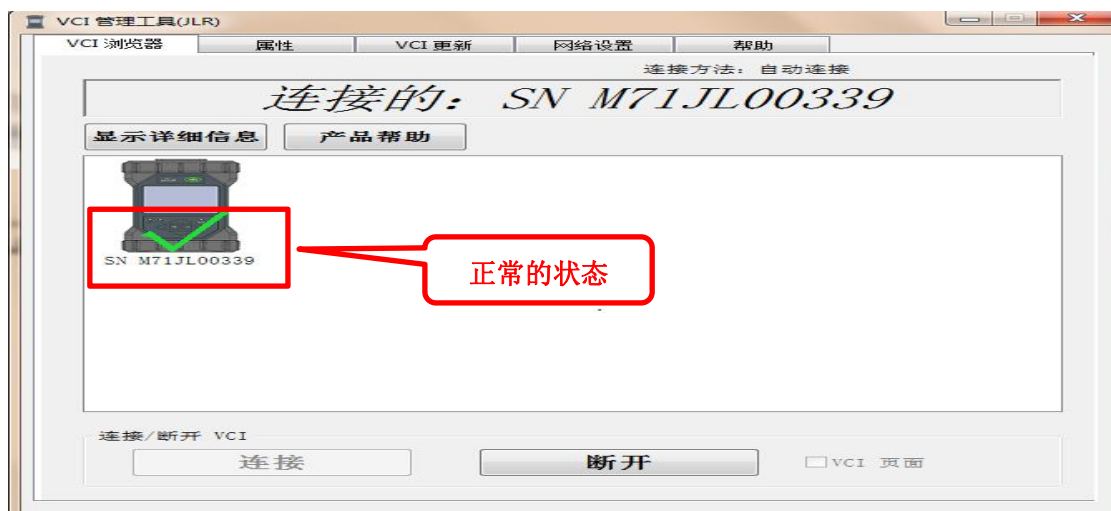 VCI 管理工具(JLR)
VCI 浏览器 属性 VCI 更新 网络设置 帮助
连接方法: 自动连接
连接的: SN M71JL00339
显示详细信息 产品帮助
SN M71JL00339
正常的状态
连接/断开 VCI
连接 断开 VCI 页面